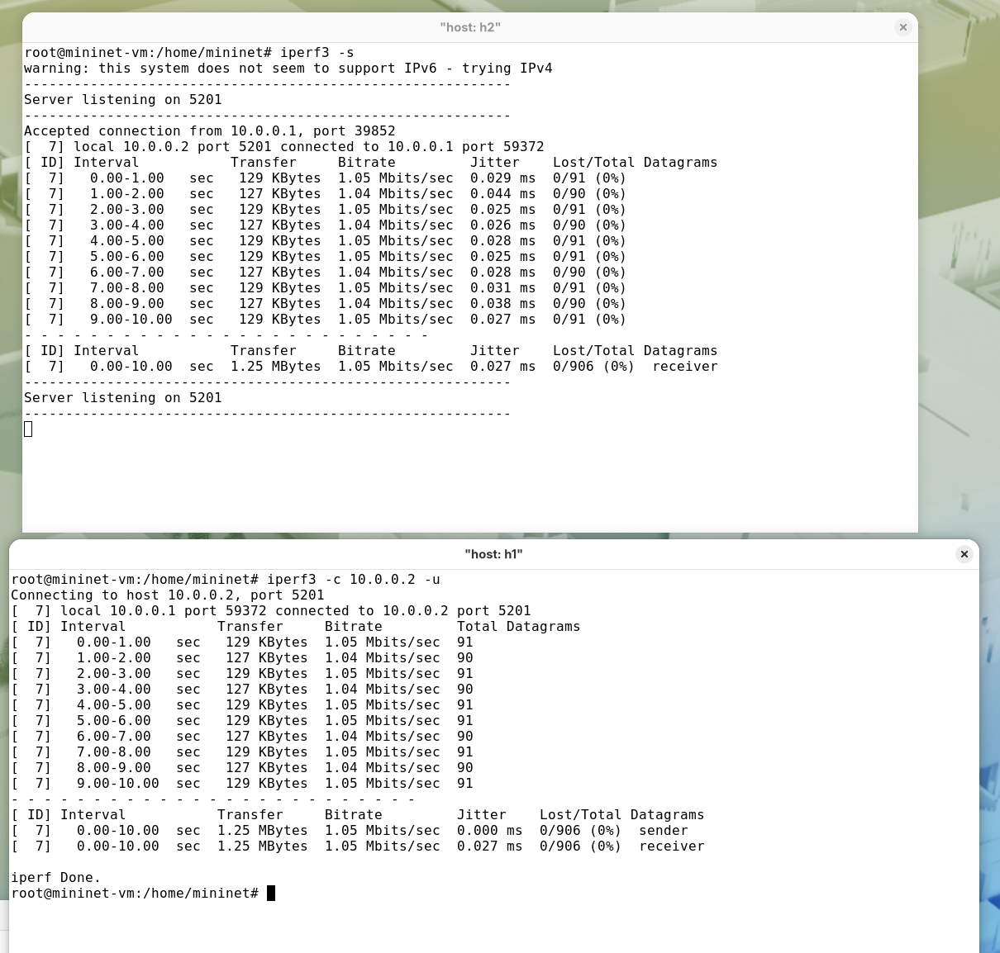 "host: h2"
root@mininet-vm:/home/mininet# iperf3 -s
warning: this system does not seem to support IPv6 - trying IPv4
-----------------------------------------------------------
Server listening on 5201
-----------------------------------------------------------
Accepted connection from 10.0.0.1, port 39852
[  7] local 10.0.0.2 port 5201 connected to 10.0.0.1 port 59372
[ ID] Interval           Transfer     Bitrate         Jitter    Lost/Total Datagrams
[  7]   0.00-1.00   sec   129 KBytes  1.05 Mbits/sec  0.029 ms  0/91 (0%)
[  7]   1.00-2.00   sec   127 KBytes  1.04 Mbits/sec  0.044 ms  0/90 (0%)
[  7]   2.00-3.00   sec   129 KBytes  1.05 Mbits/sec  0.025 ms  0/91 (0%)
[  7]   3.00-4.00   sec   127 KBytes  1.04 Mbits/sec  0.026 ms  0/90 (0%)
[  7]   4.00-5.00   sec   129 KBytes  1.05 Mbits/sec  0.028 ms  0/91 (0%)
[  7]   5.00-6.00   sec   129 KBytes  1.05 Mbits/sec  0.025 ms  0/91 (0%)
[  7]   6.00-7.00   sec   127 KBytes  1.04 Mbits/sec  0.028 ms  0/90 (0%)
[  7]   7.00-8.00   sec   129 KBytes  1.05 Mbits/sec  0.031 ms  0/91 (0%)
[  7]   8.00-9.00   sec   127 KBytes  1.04 Mbits/sec  0.038 ms  0/90 (0%)
[  7]   9.00-10.00  sec   129 KBytes  1.05 Mbits/sec  0.027 ms  0/91 (0%)
- - - - - - - - - - - - - - - - - - - - - - - - -
[ ID] Interval           Transfer     Bitrate         Jitter    Lost/Total Datagrams
[  7]   0.00-10.00  sec  1.25 MBytes  1.05 Mbits/sec  0.027 ms  0/906 (0%)  receiver
-----------------------------------------------------------
Server listening on 5201
-----------------------------------------------------------
"host: h1"
root@mininet-vm:/home/mininet# iperf3 -c 10.0.0.2 -u
Connecting to host 10.0.0.2, port 5201
[  7] local 10.0.0.1 port 59372 connected to 10.0.0.2 port 5201
[ ID] Interval           Transfer     Bitrate         Total Datagrams
[  7]   0.00-1.00   sec   129 KBytes  1.05 Mbits/sec  91
[  7]   1.00-2.00   sec   127 KBytes  1.04 Mbits/sec  90
[  7]   2.00-3.00   sec   129 KBytes  1.05 Mbits/sec  91
[  7]   3.00-4.00   sec   127 KBytes  1.04 Mbits/sec  90
[  7]   4.00-5.00   sec   129 KBytes  1.05 Mbits/sec  91
[  7]   5.00-6.00   sec   129 KBytes  1.05 Mbits/sec  91
[  7]   6.00-7.00   sec   127 KBytes  1.04 Mbits/sec  90
[  7]   7.00-8.00   sec   129 KBytes  1.05 Mbits/sec  91
[  7]   8.00-9.00   sec   127 KBytes  1.04 Mbits/sec  90
[  7]   9.00-10.00  sec   129 KBytes  1.05 Mbits/sec  91
- - - - - - - - - - - - - - - - - - - - - - - - -
[ ID] Interval           Transfer     Bitrate         Jitter    Lost/Total Datagrams
[  7]   0.00-10.00  sec  1.25 MBytes  1.05 Mbits/sec  0.000 ms  0/906 (0%)  sender
[  7]   0.00-10.00  sec  1.25 MBytes  1.05 Mbits/sec  0.027 ms  0/906 (0%)  receiver

iperf Done.
root@mininet-vm:/home/mininet#